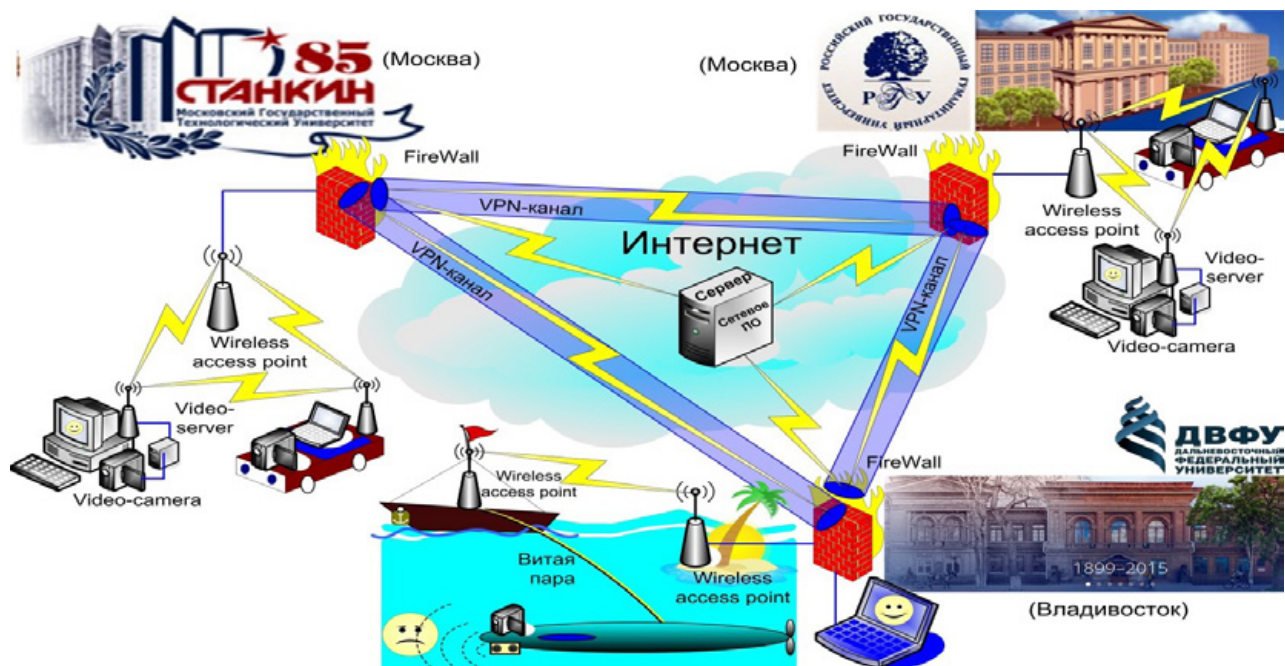 85
СТАНКИН
Московский Государственный
Технологический Университет
(Москва)
(Москва)
РОССИЙСКИЙ ГОСУДАРСТВЕННЫЙ ГУМАНИТАРНЫЙ УНИВЕРСИТЕТ
FireWall
FireWall
VPN-канал
Интернет
VPN-канал
VPN-канал
Сервер
Сетевое
ПО
Wireless
access point
Video-
server
Video-camera
Wireless
access point
Video-
server
Video-camera
ДВФУ
ДАЛЬНЕВОСТОЧНЫЙ
ФЕДЕРАЛЬНЫЙ
УНИВЕРСИТЕТ
FireWall
Wireless
access point
Витая
пара
Wireless
access point
1899–2015
(Владивосток)